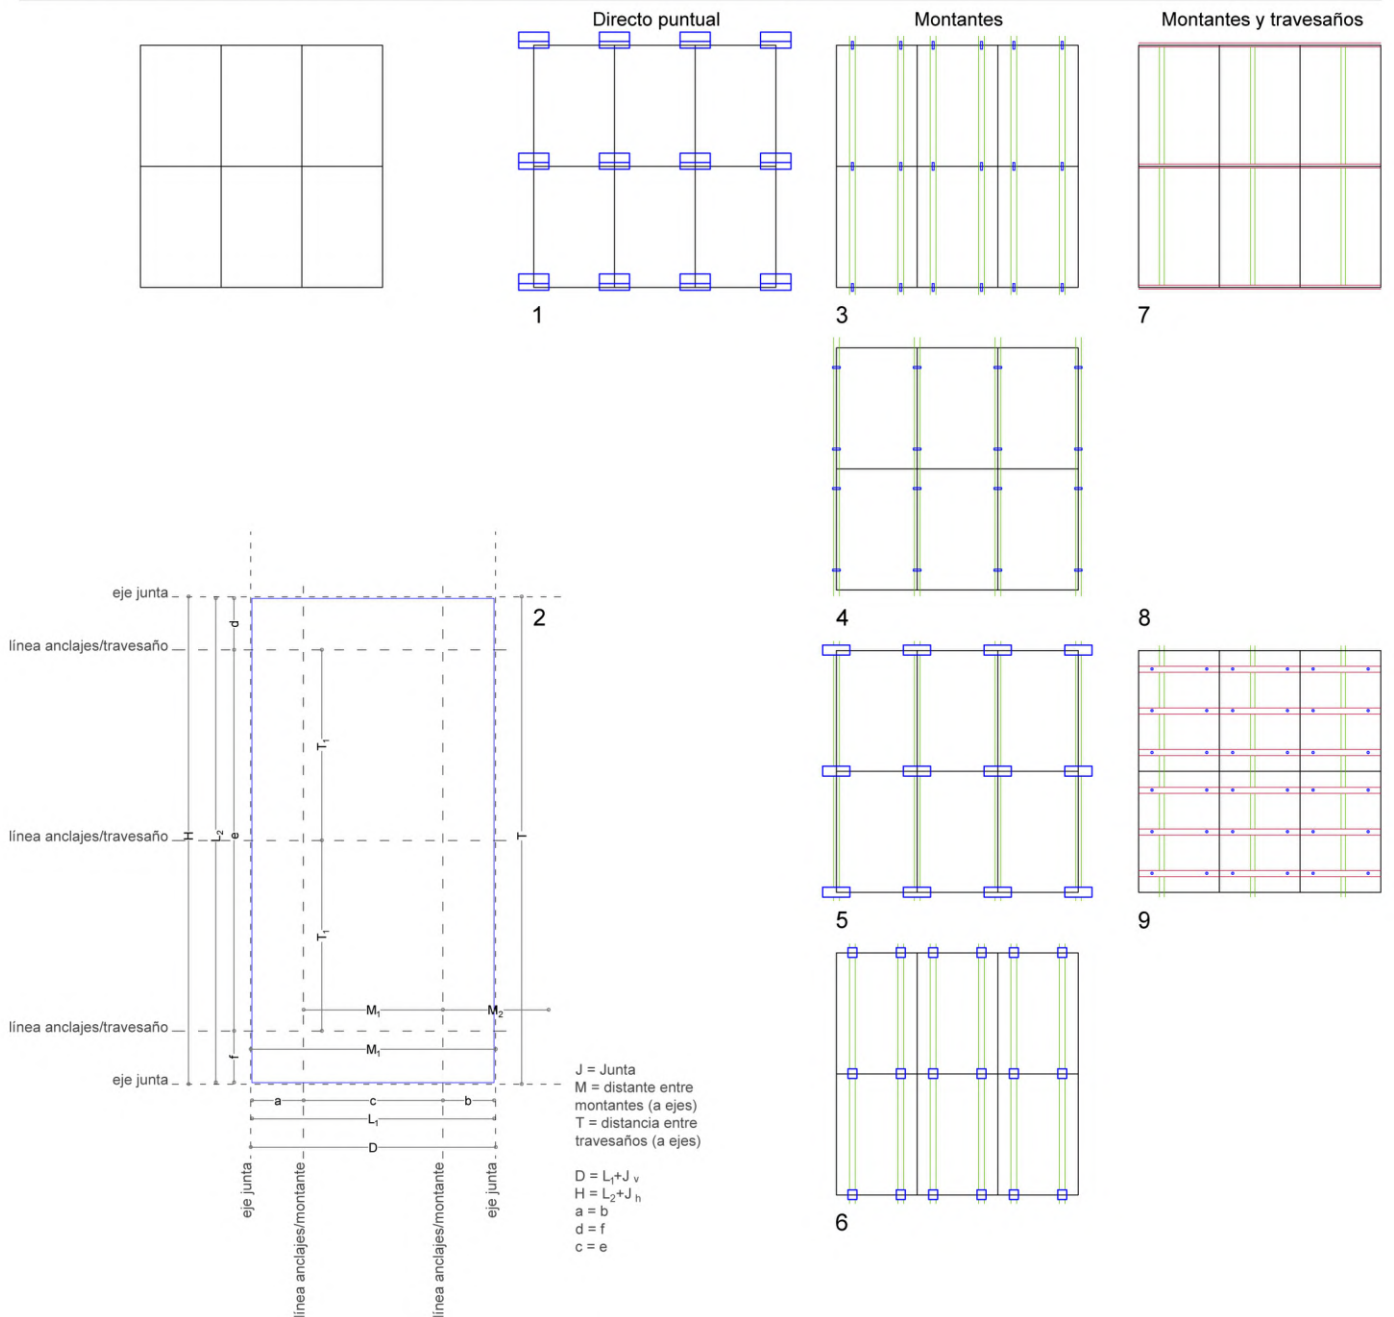 Directo puntual
Montantes
Montantes y travesaños
1
3
7
4
8
2
5
9
6
eje junta
línea anclajes/travesaño
línea anclajes/travesaño
línea anclajes/travesaño
eje junta
H
L₂
d
e
f
T₁
T₁
T
M₁
M₂
M₁
a
c
b
L₁
D
eje junta
línea anclajes/montante
línea anclajes/montante
eje junta
J = Junta
M = distante entre
montantes (a ejes)
T = distancia entre
travesaños (a ejes)
D = L₁+J ᵥ
H = L₂+J ₕ
a = b
d = f
c = e